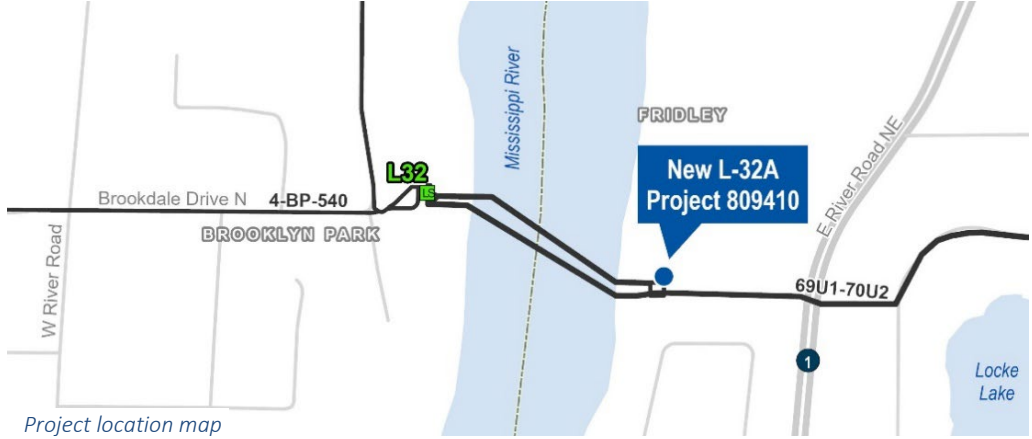 Mississippi River
FRIDLEY
New L-32A
Project 809410
L32
LS
Brookdale Drive N
4-BP-540
BROOKLYN PARK
W River Road
E River Road NE
69U1-70U2
1
Locke
Lake
Project location map